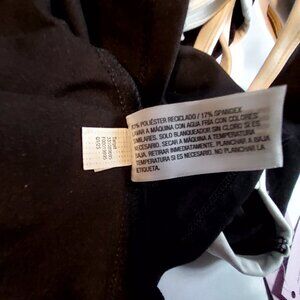 POLIÉSTER RECICLADO / 17% SPANDEX
LAVAR A MÁQUINA CON AGUA FRÍA CON COLORES
SIMILARES. SOLO BLANQUEADOR SIN CLORO SI ES
NECESARIO. SECAR A MÁQUINA A TEMPERATURA
BAJA. RETIRAR INMEDIATAMENTE. PLANCHAR A BAJA
TEMPERATURA SI ES NECESARIO. NO PLANCHAR LA
ETIQUETA.